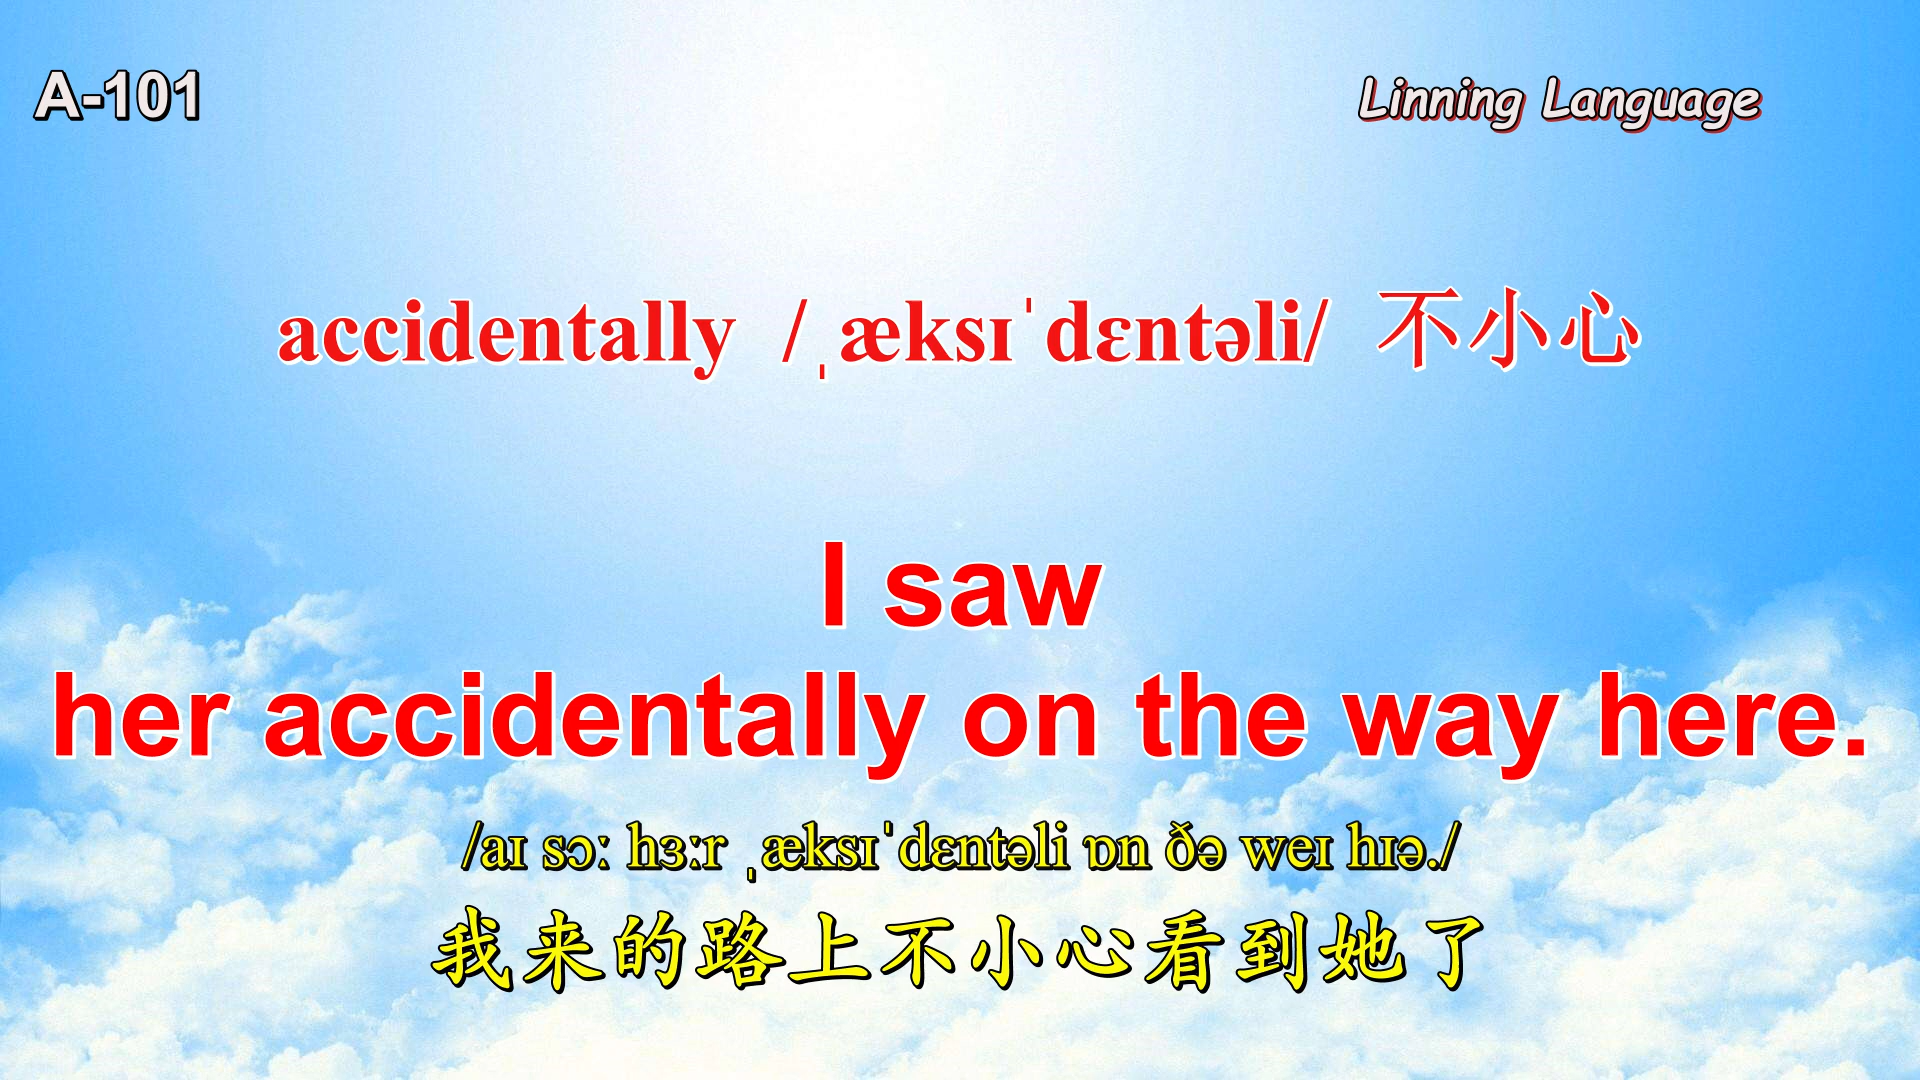 A-101
Linning Language
accidentally /ˌæksɪˈdɛntəli/ 不小心
I saw
her accidentally on the way here.
/aɪ sɔː hɜːr ˌæksɪˈdɛntəli ɒn ðə weɪ hɪə./
我来的路上不小心看到她了